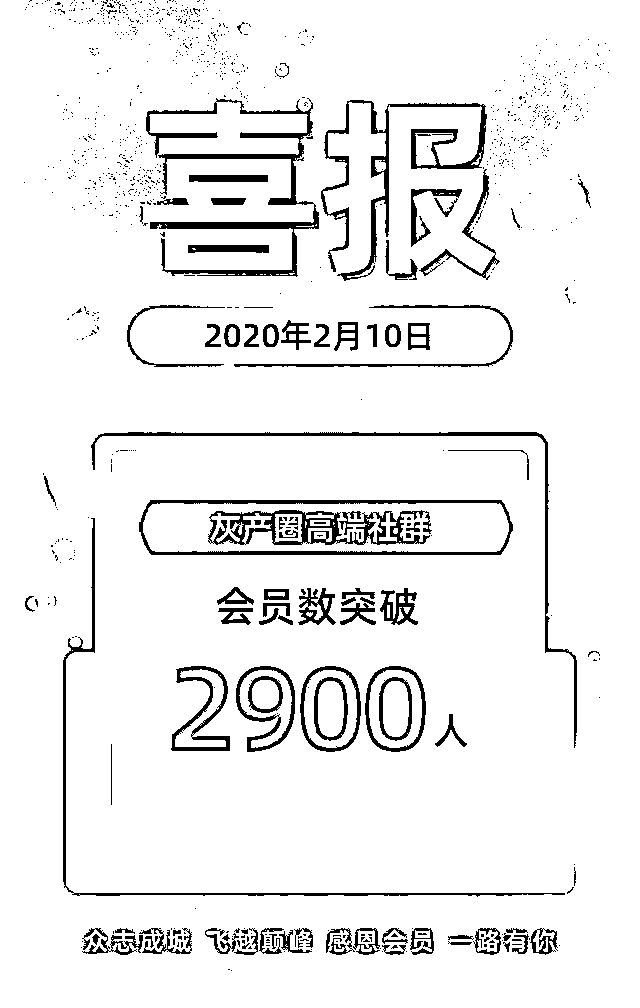 喜报
2020年2月10日
灰产圈高端社群
会员数突破
2900人
众志成城 飞越巅峰 感恩会员 一路有你